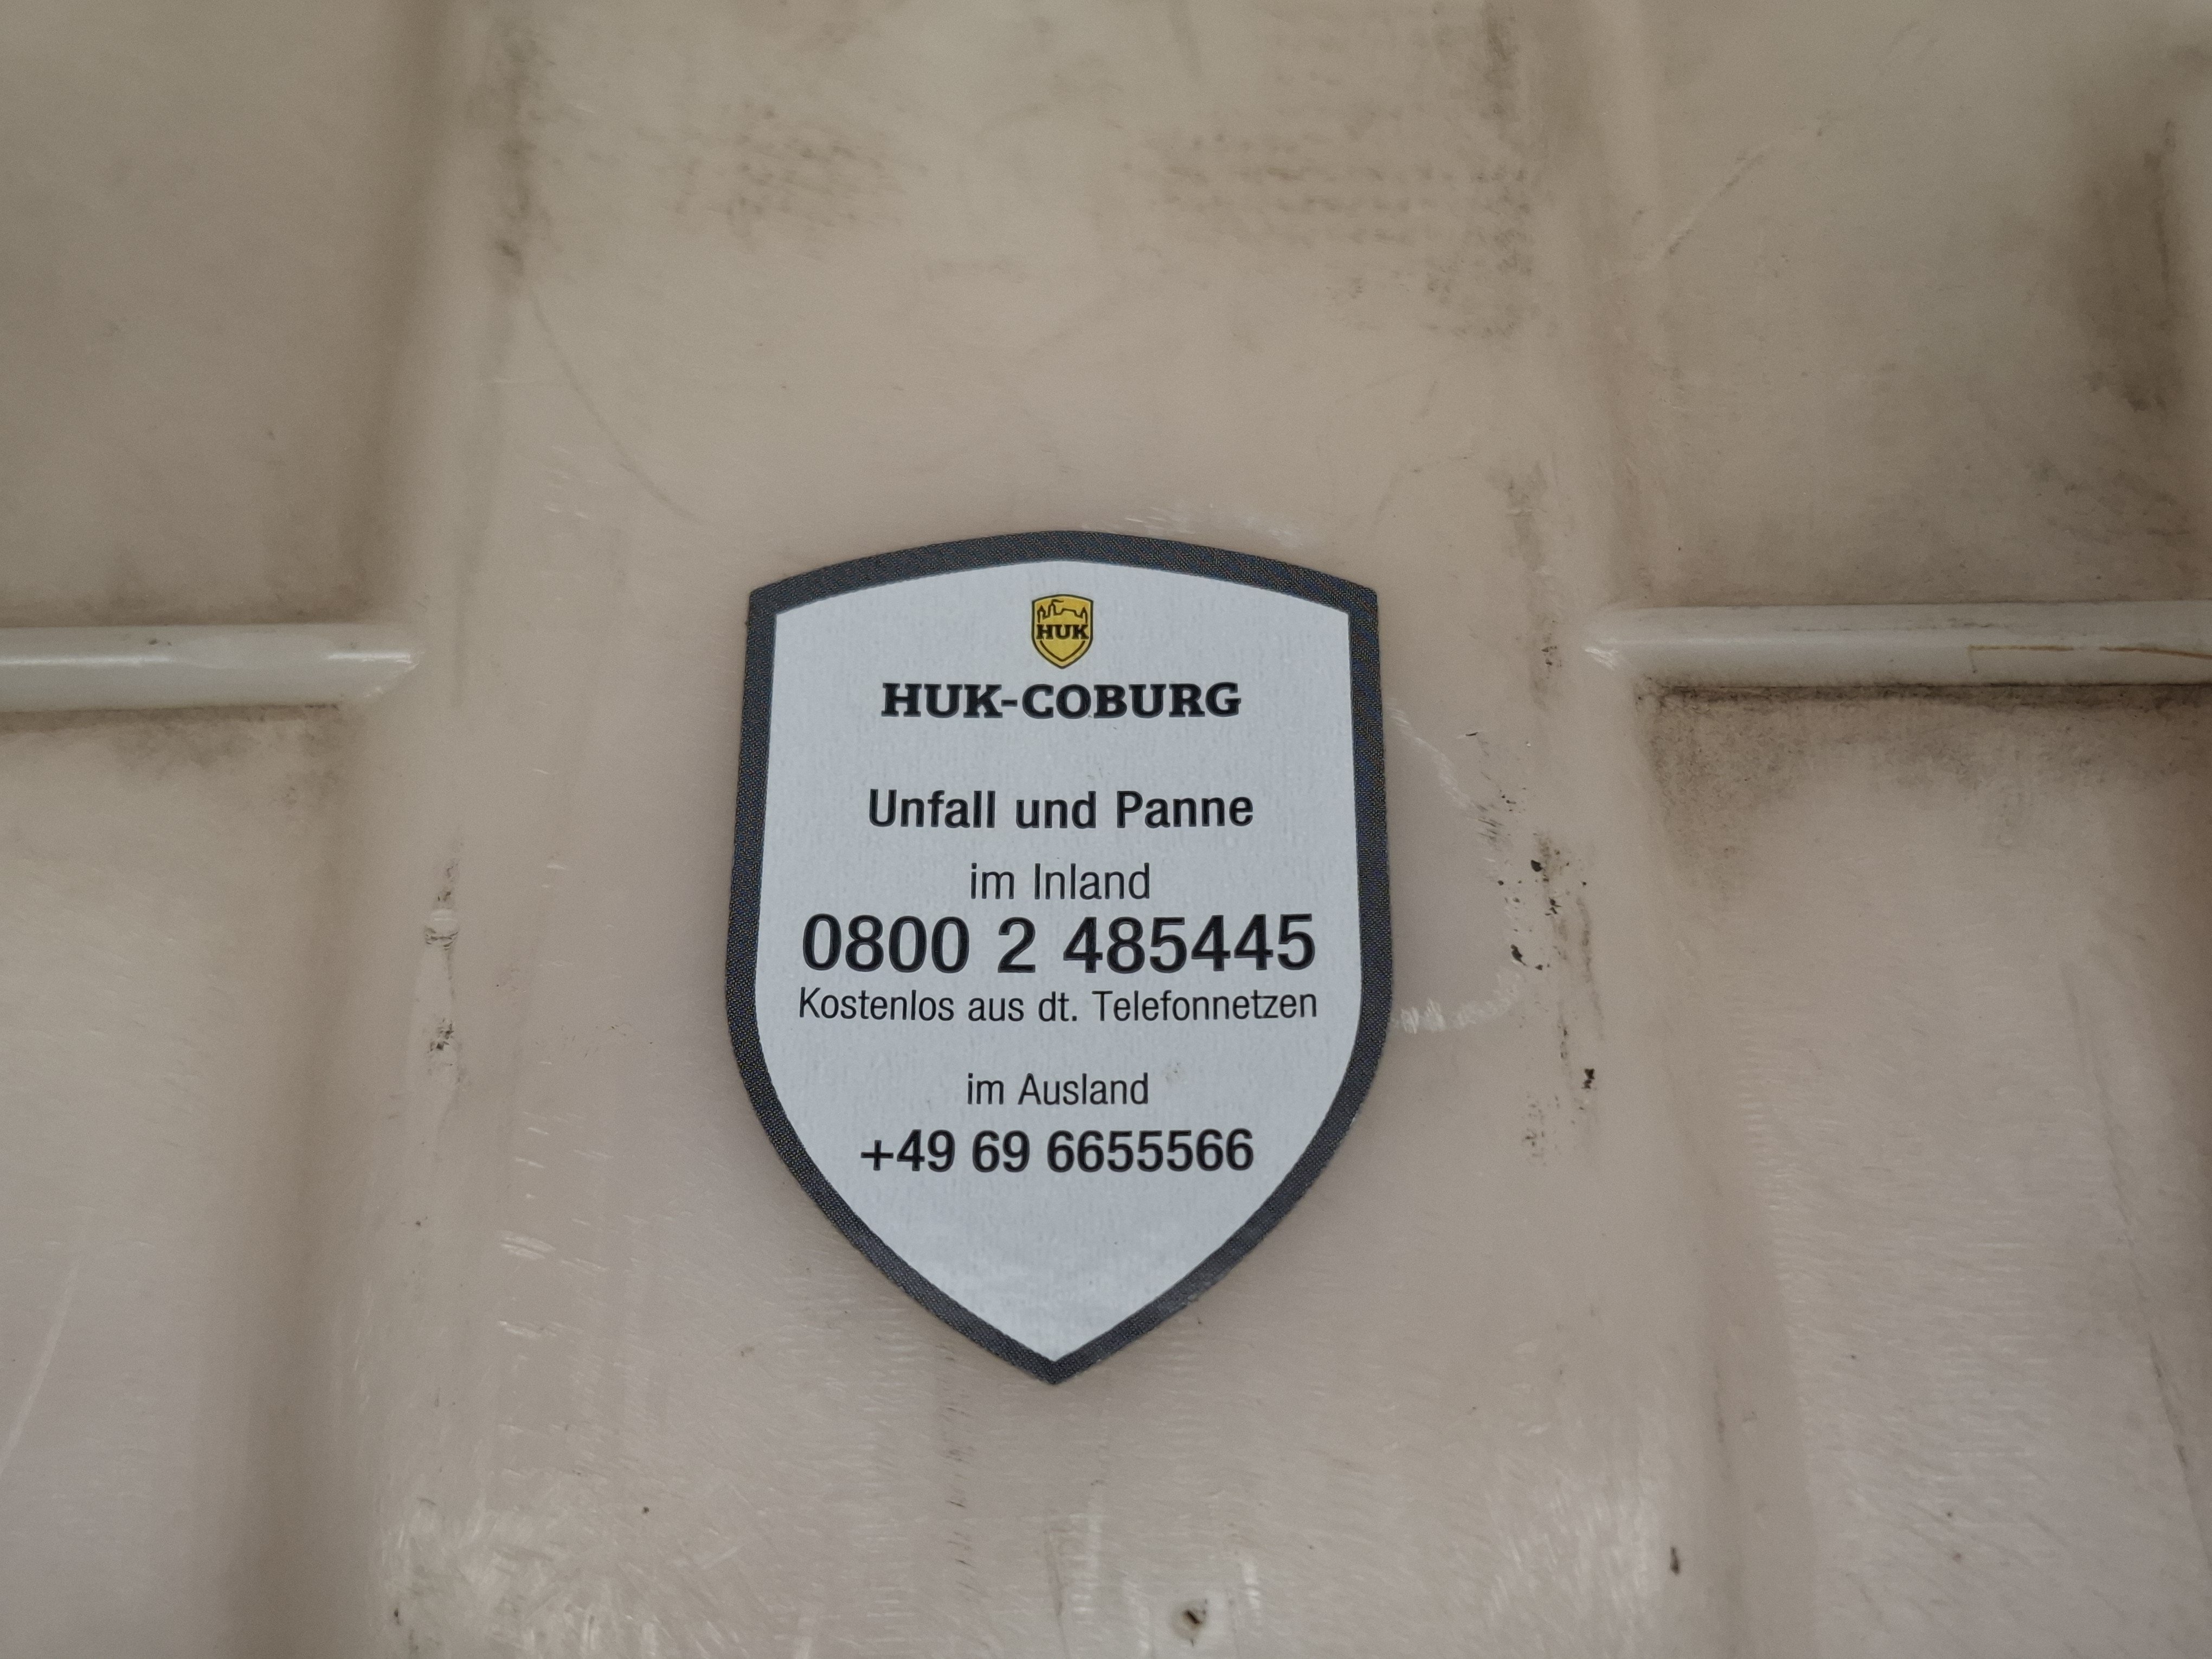 HUK
HUK-COBURG
Unfall und Panne
im Inland
0800 2 485445
Kostenlos aus dt. Telefonnetzen
im Ausland
+49 69 6655566